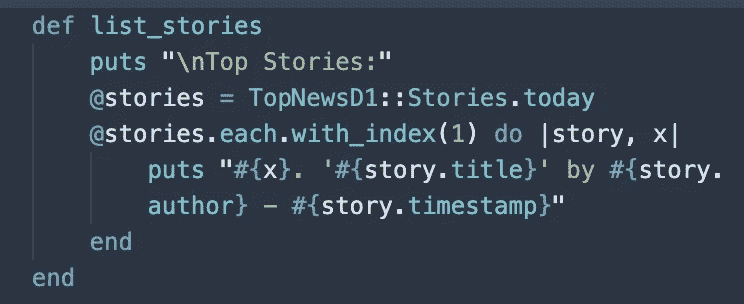 def list_stories
puts "\nTop Stories:"
@stories = TopNewsD1::Stories.today
@stories.each.with_index(1) do |story, x|
puts "#{x}. '#{story.title}' by #{story.
author} – #{story.timestamp}"
end
end